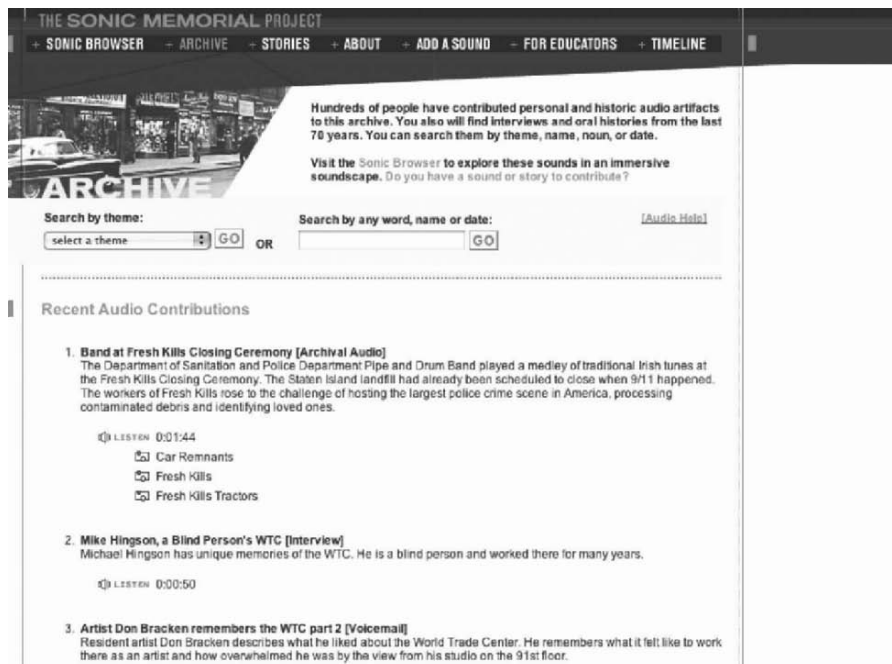 THE SONIC MEMORIAL PROJECT
+ SONIC BROWSER + ARCHIVE + STORIES + ABOUT + ADD A SOUND + FOR EDUCATORS + TIMELINE
Hundreds of people have contributed personal and historic audio artifacts
to this archive. You also will find interviews and oral histories from the last
70 years. You can search them by theme, name, noun, or date.
Visit the Sonic Browser to explore these sounds in an immersive
soundscape. Do you have a sound or story to contribute?
ARCHIVE
Search by theme:
select a theme GO OR
Search by any word, name or date:
GO
[Audio Help]
Recent Audio Contributions
1. Band at Fresh Kills Closing Ceremony [Archival Audio]
The Department of Sanitation and Police Department Pipe and Drum Band played a medley of traditional Irish tunes at
the Fresh Kills Closing Ceremony. The Staten Island landfill had already been scheduled to close when 9/11 happened.
The workers of Fresh Kills rose to the challenge of hosting the largest police crime scene in America, processing
contaminated debris and identifying loved ones.
LISTEN 0:01:44
Car Remnants
Fresh Kills
Fresh Kills Tractors
2. Mike Hingson, a Blind Person's WTC [Interview]
Michael Hingson has unique memories of the WTC. He is a blind person and worked there for many years.
LISTEN 0:00:50
3. Artist Don Bracken remembers the WTC part 2 [Voicemail]
Resident artist Don Bracken describes what he liked about the World Trade Center. He remembers what it felt like to work
there as an artist and how overwhelmed he was by the view from his studio on the 91st floor.